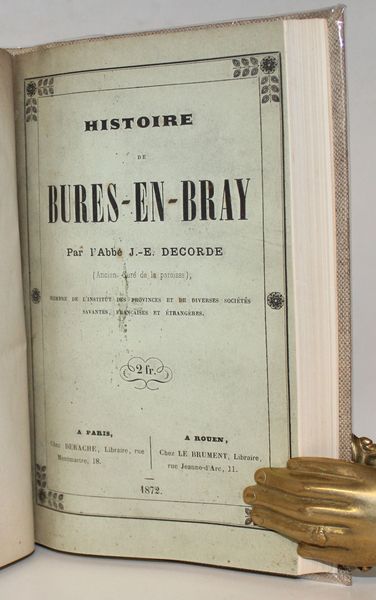 HISTOIRE
DE
BURES-EN-BRAY
Par l'Abbé J.-E. DECORDE
(Ancien curé de la paroisse),
MEMBRE DE L'INSTITUT DES PROVINCES ET DE DIVERSES SOCIÉTÉS
SAVANTES, FRANÇAISES ET ÉTRANGÈRES.
2 fr.
A PARIS,
Chez DERACHE, Libraire, rue
Montmartre, 18.
A ROUEN,
Chez LE BRUMENT, Libraire,
rue Jeanne-d'Arc, 11.
1872.